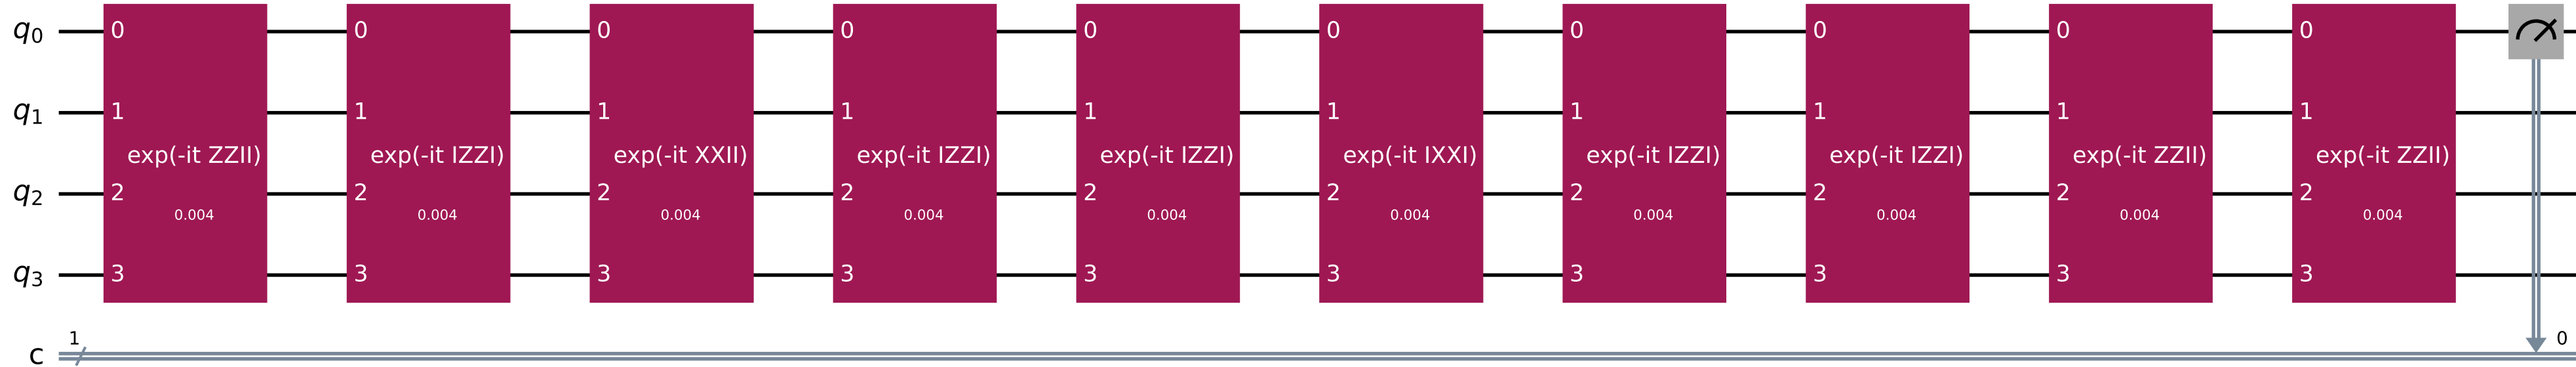 q0 0 0 0 0 0 0 0 0 0 0
q1 1 1 1 1 1 1 1 1 1 1
exp(-it ZZII) exp(-it IZZI) exp(-it XXII) exp(-it IZZI) exp(-it IZZI) exp(-it IXXI) exp(-it IZZI) exp(-it IZZI) exp(-it ZZII) exp(-it ZZII)
q2 2 2 2 2 2 2 2 2 2 2
0.004 0.004 0.004 0.004 0.004 0.004 0.004 0.004 0.004 0.004
q3 3 3 3 3 3 3 3 3 3 3
1 0
c